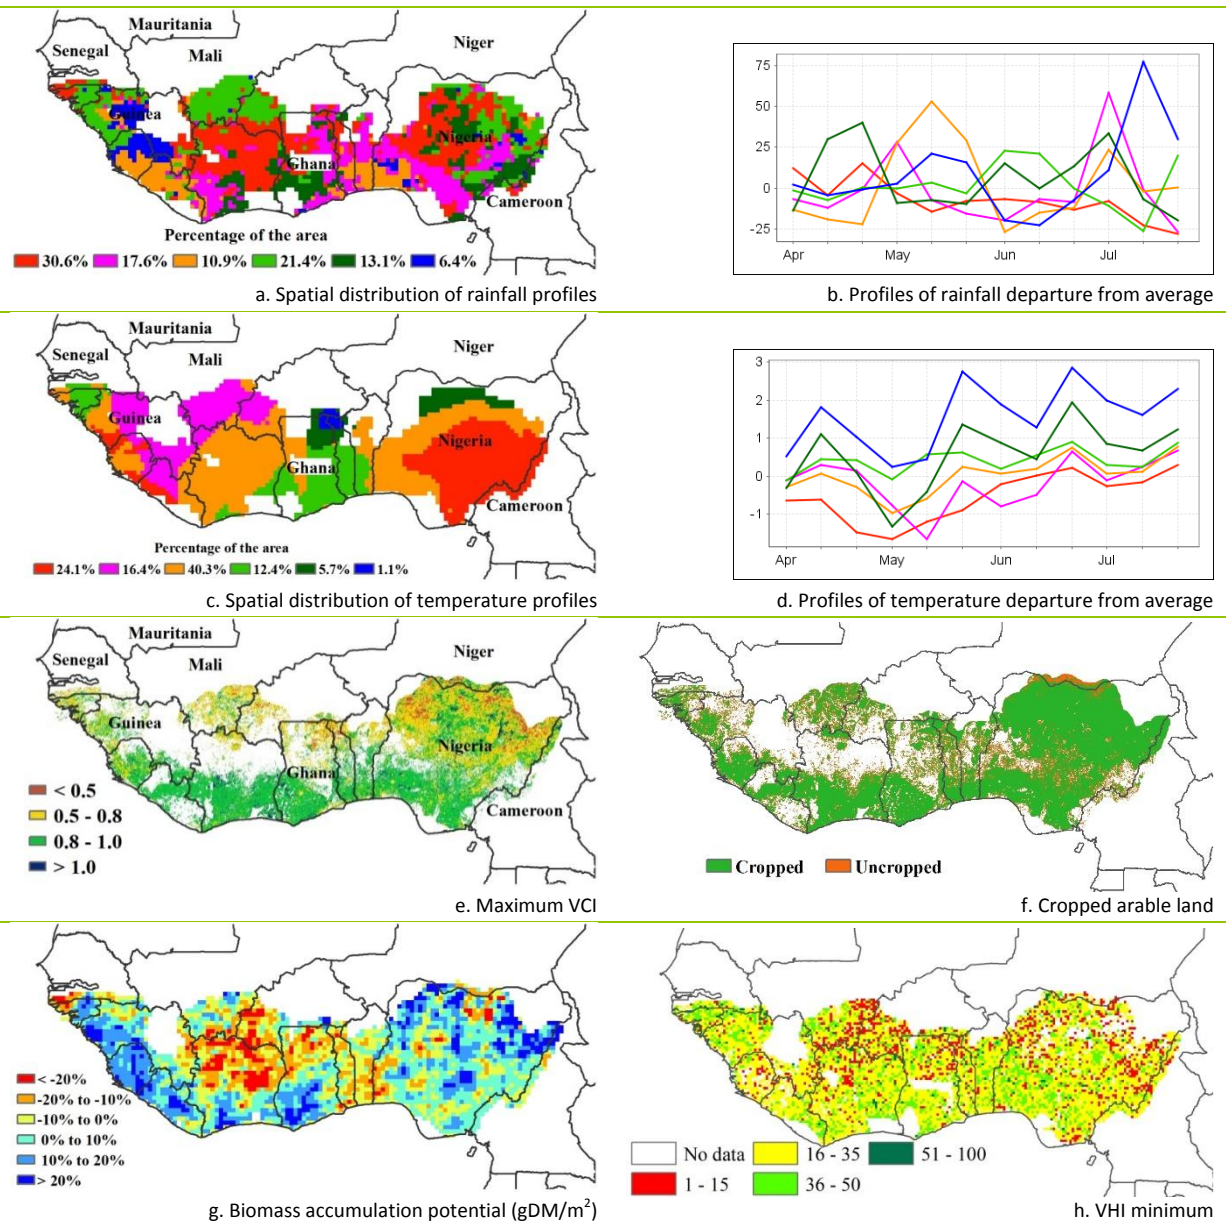 Mauritania
Senegal
Mali
Niger
Guinea
Nigeria
Ghana
Cameroon
Percentage of the area
30.6% 17.6% 10.9% 21.4% 13.1% 6.4%
a. Spatial distribution of rainfall profiles
75
50
25
0
-25
Apr May Jun Jul
b. Profiles of rainfall departure from average
Mauritania
Senegal
Mali
Niger
Guinea
Nigeria
Ghana
Cameroon
Percentage of the area
24.1% 16.4% 40.3% 12.4% 5.7% 1.1%
c. Spatial distribution of temperature profiles
3
2
1
0
-1
Apr May Jun Jul
d. Profiles of temperature departure from average
Mauritania
Senegal
Mali
Niger
Guinea
Nigeria
Ghana
Cameroon
< 0.5
0.5 - 0.8
0.8 - 1.0
> 1.0
e. Maximum VCI
Cropped Uncropped
f. Cropped arable land
< -20%
-20% to -10%
-10% to 0%
0% to 10%
10% to 20%
> 20%
g. Biomass accumulation potential (gDM/m²)
No data 16 - 35 51 - 100
1 - 15 36 - 50
h. VHI minimum